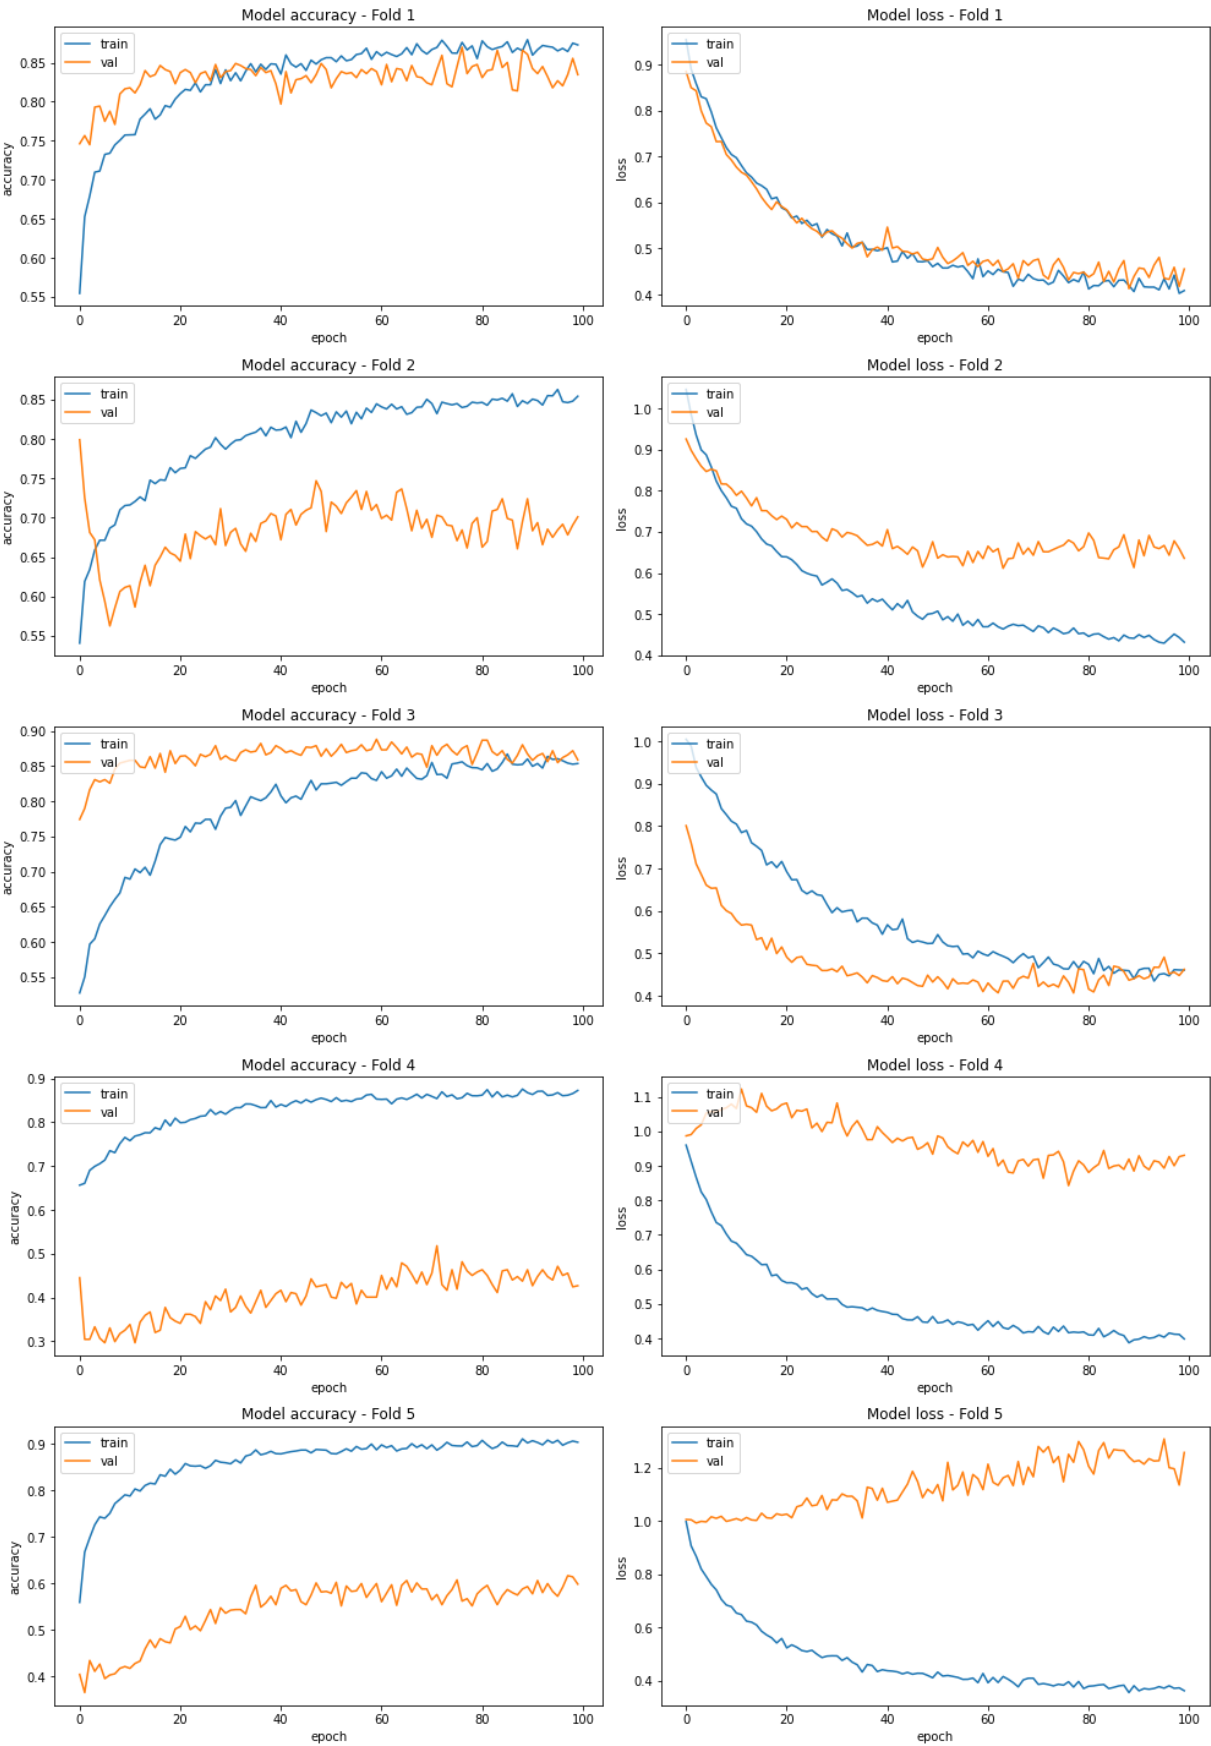 Model accuracy - Fold 1
train
val
0.85
0.80
0.75
0.70
0.65
0.60
0.55
accuracy
0 20 40 60 80 100
epoch
Model loss - Fold 1
train
val
0.9
0.8
0.7
0.6
0.5
0.4
loss
0 20 40 60 80 100
epoch
Model accuracy - Fold 2
train
val
0.85
0.80
0.75
0.70
0.65
0.60
0.55
accuracy
0 20 40 60 80 100
epoch
Model loss - Fold 2
train
val
1.0
0.9
0.8
0.7
0.6
0.5
0.4
loss
0 20 40 60 80 100
epoch
Model accuracy - Fold 3
train
val
0.90
0.85
0.80
0.75
0.70
0.65
0.60
0.55
accuracy
0 20 40 60 80 100
epoch
Model loss - Fold 3
train
val
1.0
0.9
0.8
0.7
0.6
0.5
0.4
loss
0 20 40 60 80 100
epoch
Model accuracy - Fold 4
train
val
0.9
0.8
0.7
0.6
0.5
0.4
0.3
accuracy
0 20 40 60 80 100
epoch
Model loss - Fold 4
train
val
1.1
1.0
0.9
0.8
0.7
0.6
0.5
0.4
loss
0 20 40 60 80 100
epoch
Model accuracy - Fold 5
train
val
0.9
0.8
0.7
0.6
0.5
0.4
accuracy
0 20 40 60 80 100
epoch
Model loss - Fold 5
train
val
1.2
1.0
0.8
0.6
0.4
loss
0 20 40 60 80 100
epoch